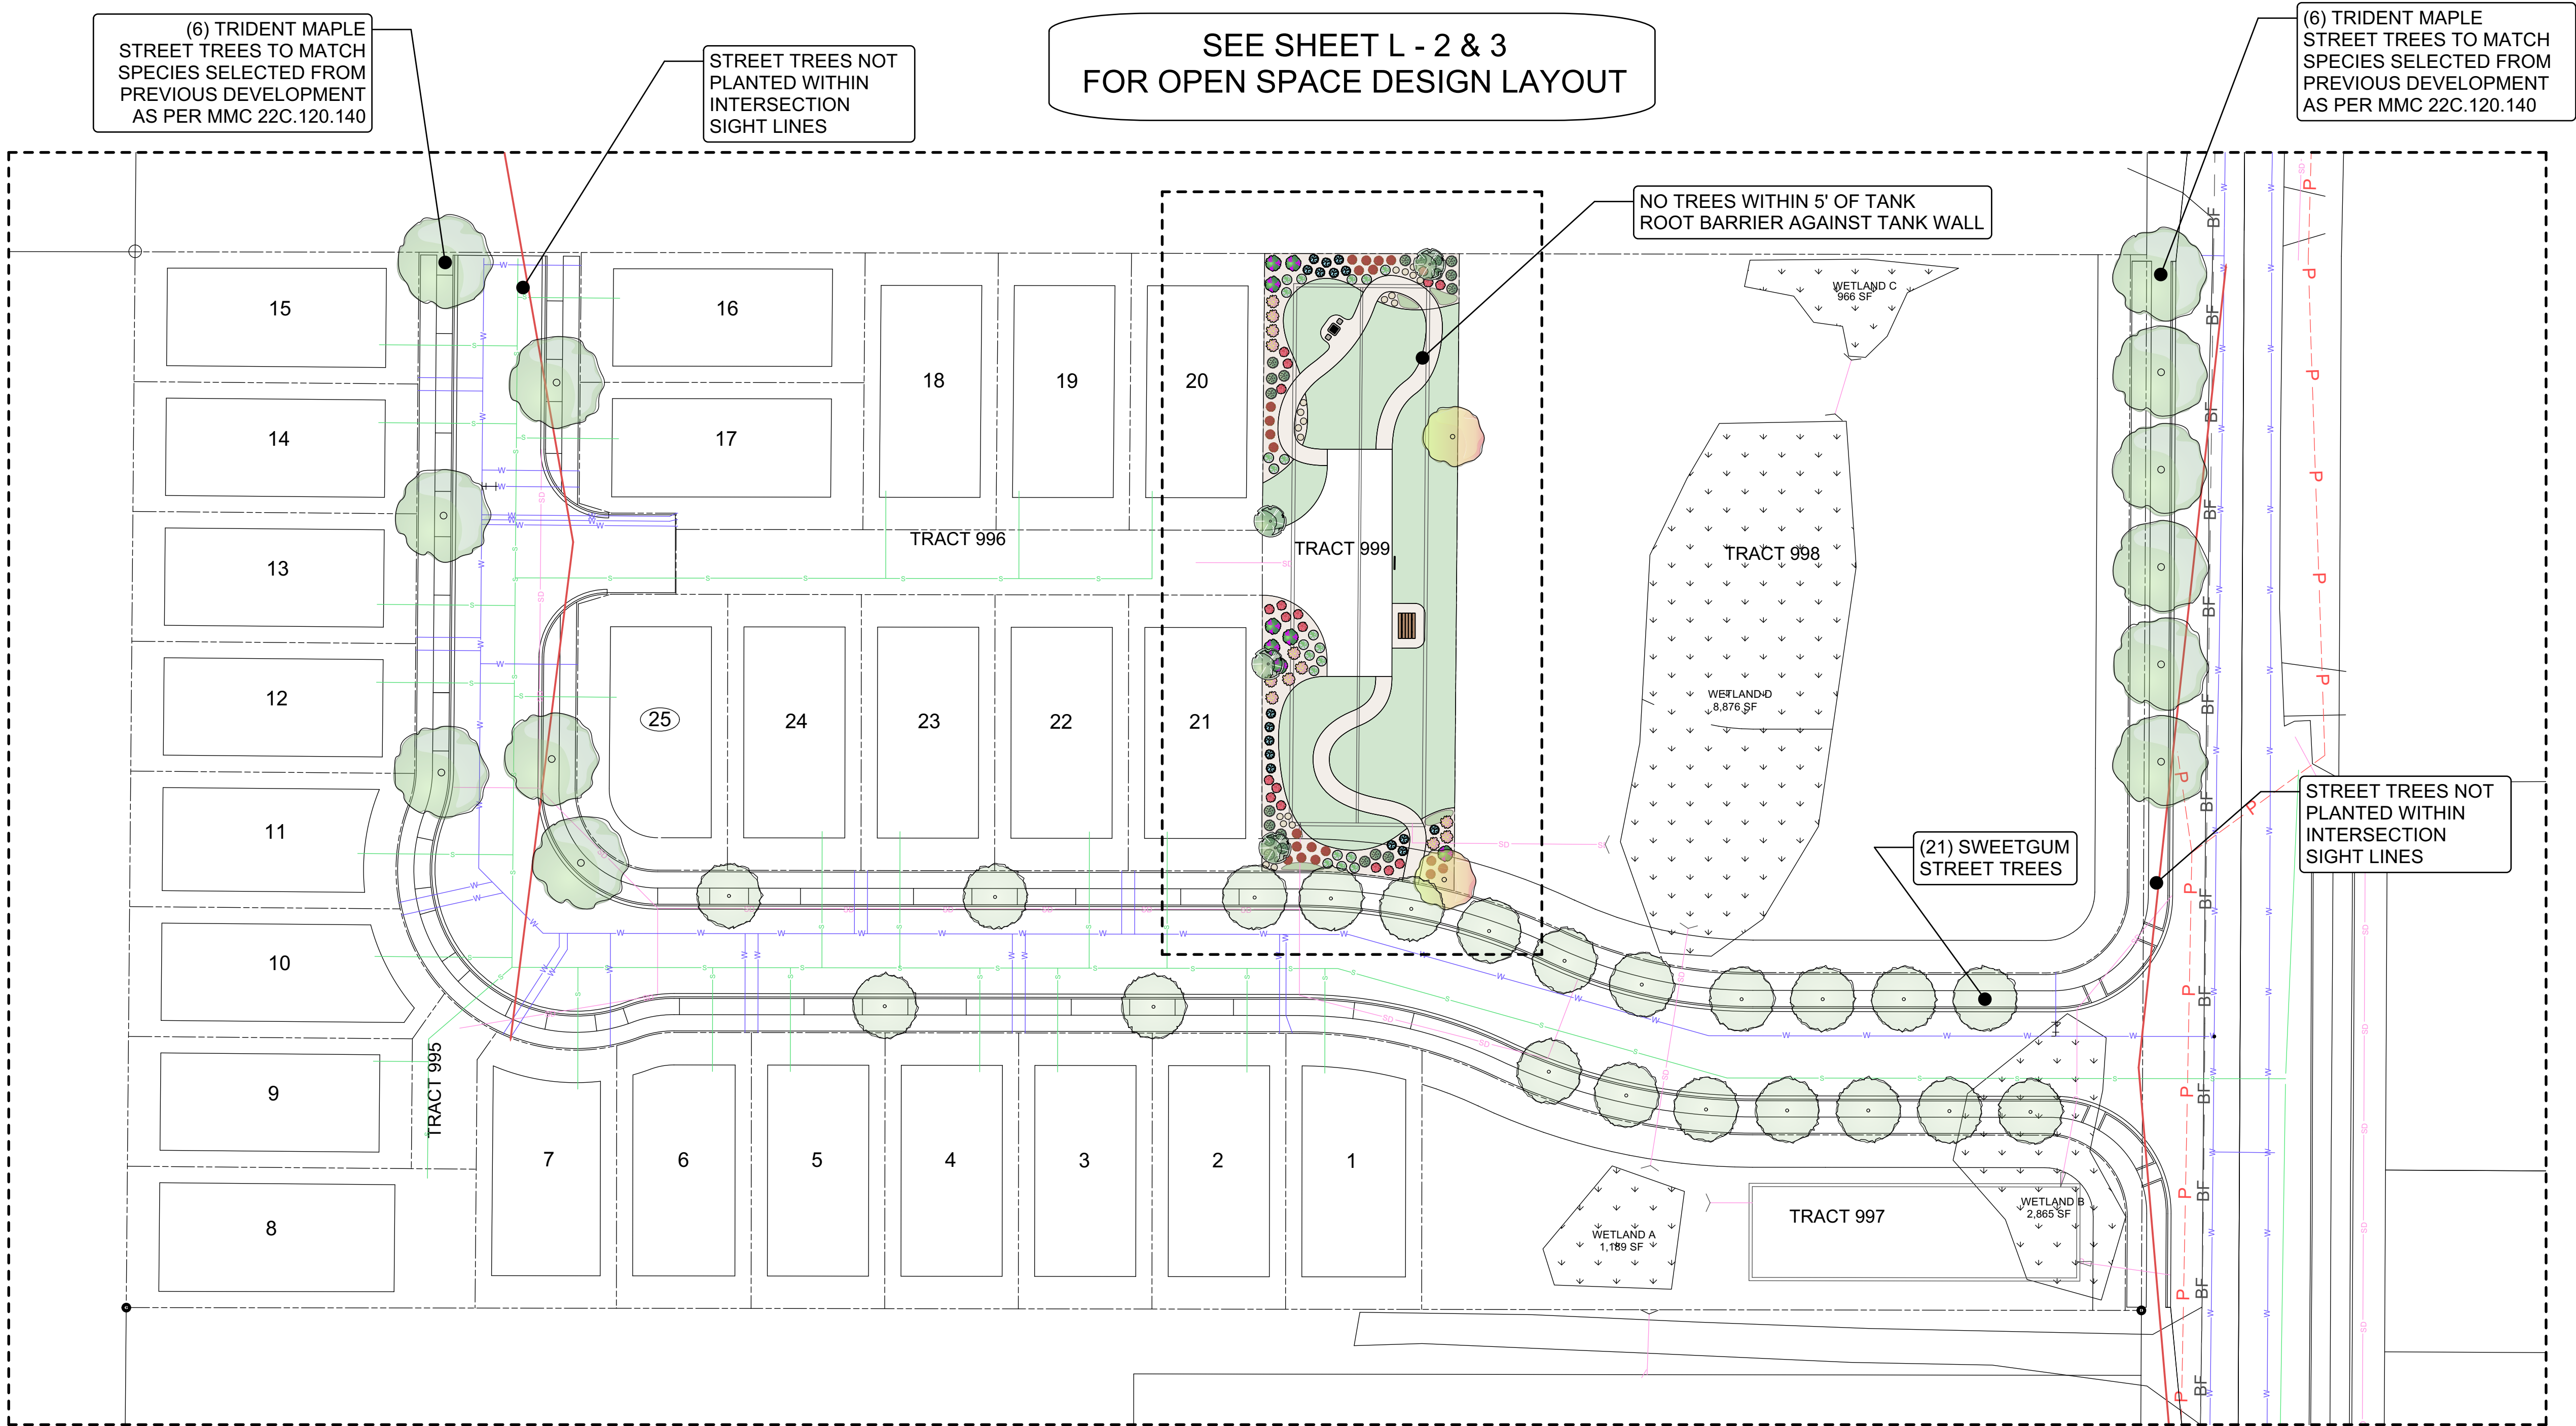 (6) TRIDENT MAPLE
STREET TREES TO MATCH
SPECIES SELECTED FROM
PREVIOUS DEVELOPMENT
AS PER MMC 22C.120.140
STREET TREES NOT
PLANTED WITHIN
INTERSECTION
SIGHT LINES
SEE SHEET L - 2 & 3
FOR OPEN SPACE DESIGN LAYOUT
(6) TRIDENT MAPLE
STREET TREES TO MATCH
SPECIES SELECTED FROM
PREVIOUS DEVELOPMENT
AS PER MMC 22C.120.140
NO TREES WITHIN 5' OF TANK
ROOT BARRIER AGAINST TANK WALL
15
16
14
17
18
19
20
13
12
11
10
9
8
TRACT 996
TRACT 999
TRACT 998
WETLAND C
966 SF
WETLAND D
8,876 SF
25
24
23
22
21
(21) SWEETGUM
STREET TREES
STREET TREES NOT
PLANTED WITHIN
INTERSECTION
SIGHT LINES
TRACT 995
7
6
5
4
3
2
1
WETLAND A
1,189 SF
TRACT 997
WETLAND B
2,865 SF
W
S
SD
BF
P